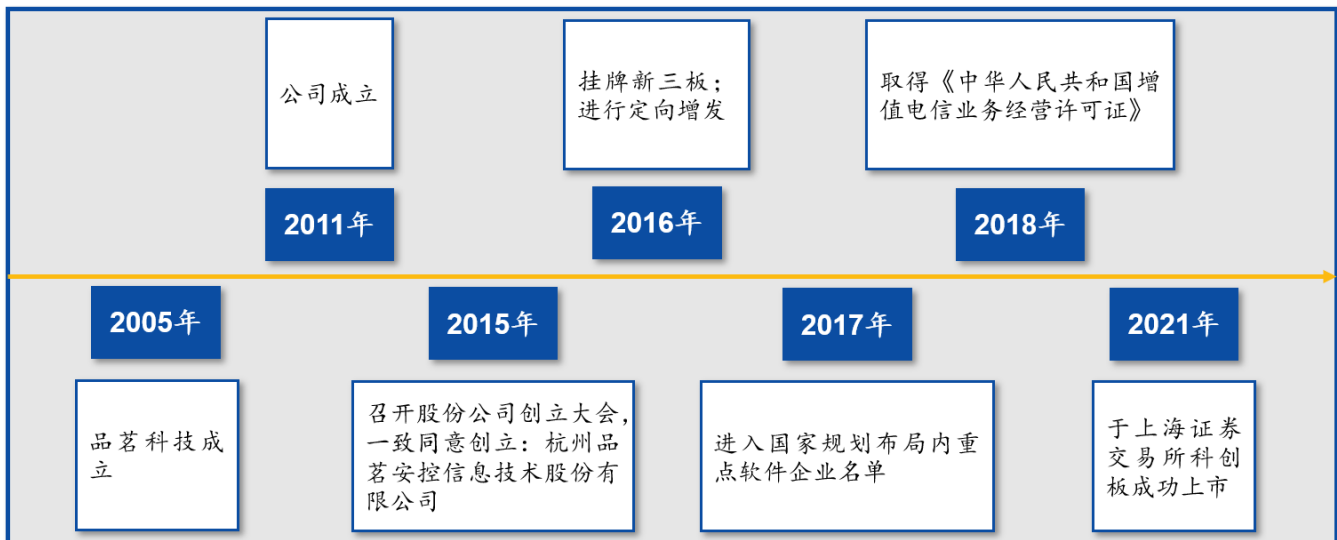 公司成立
挂牌新三板；
进行定向增发
取得《中华人民共和国增
值电信业务经营许可证》
2011年
2016年
2018年
2005年
2015年
2017年
2021年
品茗科技成
立
召开股份公司创立大会，
一致同意创立：杭州品
茗安控信息技术股份有
限公司
进入国家规划布局内重
点软件企业名单
于上海证券
交易所科创
板成功上市